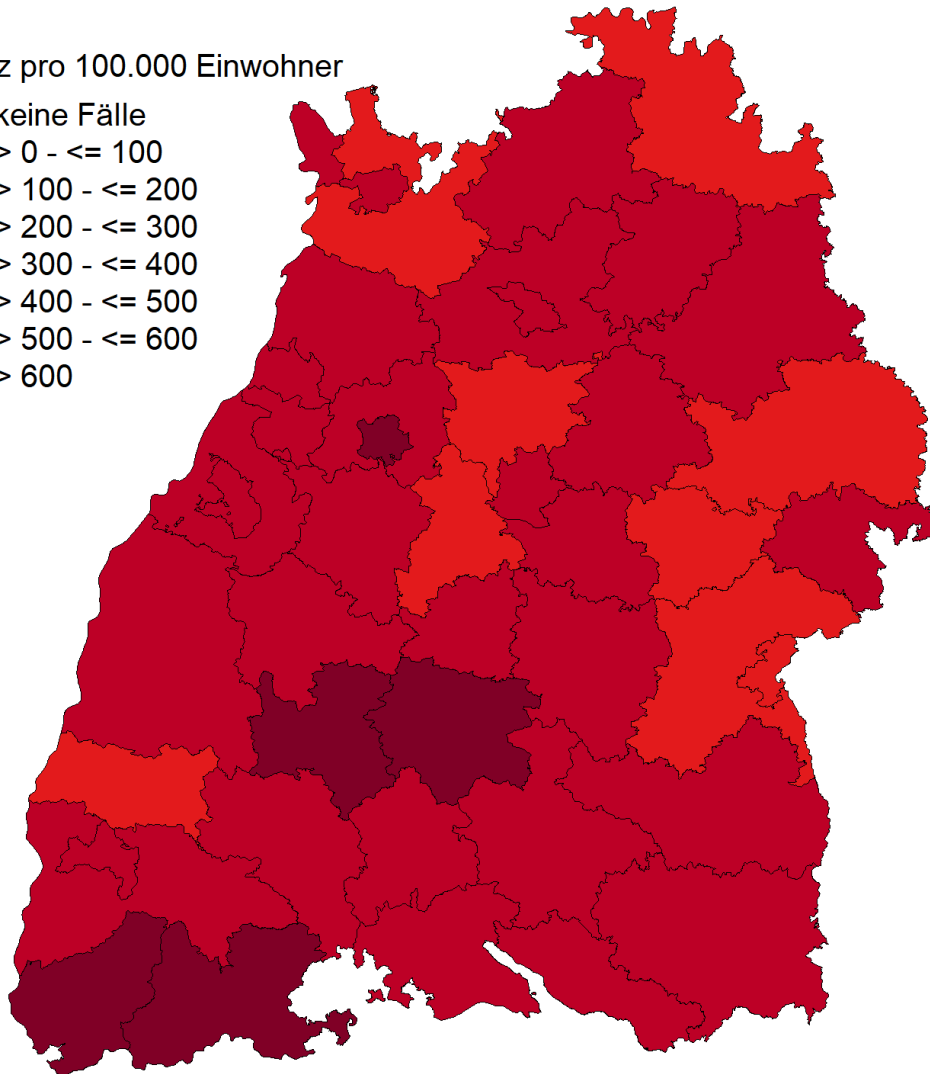 z pro 100.000 Einwohner
keine Fälle
> 0 - <= 100
> 100 - <= 200
> 200 - <= 300
> 300 - <= 400
> 400 - <= 500
> 500 - <= 600
> 600